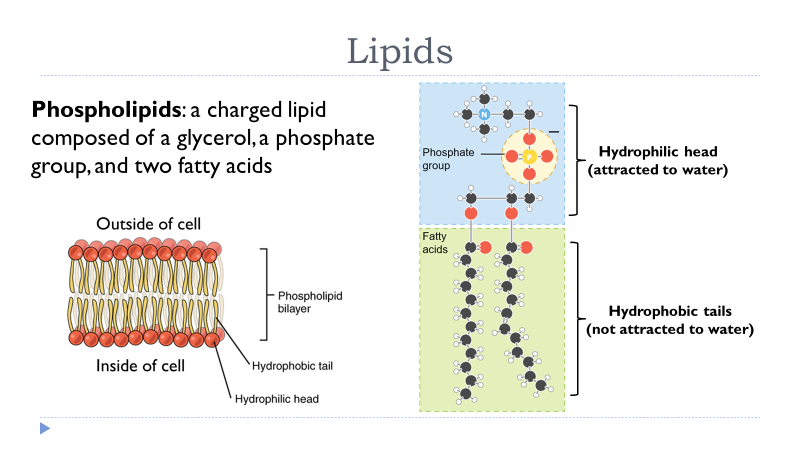 Lipids
Phospholipids: a charged lipid
composed of a glycerol, a phosphate
group, and two fatty acids
Outside of cell
Phospholipid
bilayer
Inside of cell
Hydrophobic tail
Hydrophilic head
N
P
Phosphate
group
Fatty
acids
Hydrophilic head
(attracted to water)
Hydrophobic tails
(not attracted to water)